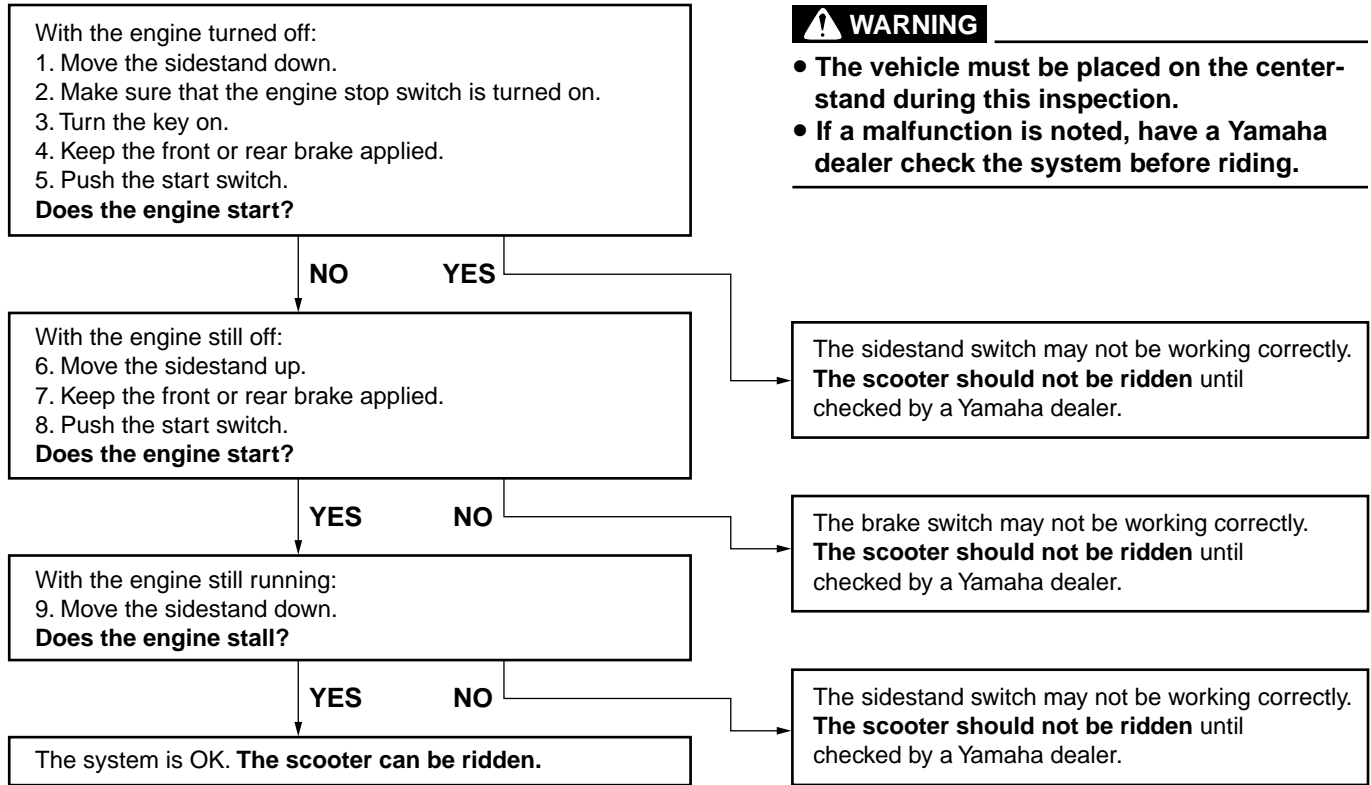 With the engine turned off:
1. Move the sidestand down.
2. Make sure that the engine stop switch is turned on.
3. Turn the key on.
4. Keep the front or rear brake applied.
5. Push the start switch.
Does the engine start?
WARNING
● The vehicle must be placed on the center-
stand during this inspection.
● If a malfunction is noted, have a Yamaha
dealer check the system before riding.
NO YES
With the engine still off:
6. Move the sidestand up.
7. Keep the front or rear brake applied.
8. Push the start switch.
Does the engine start?
The sidestand switch may not be working correctly.
The scooter should not be ridden until
checked by a Yamaha dealer.
YES NO
The brake switch may not be working correctly.
The scooter should not be ridden until
checked by a Yamaha dealer.
With the engine still running:
9. Move the sidestand down.
Does the engine stall?
YES NO
The sidestand switch may not be working correctly.
The scooter should not be ridden until
checked by a Yamaha dealer.
The system is OK. The scooter can be ridden.